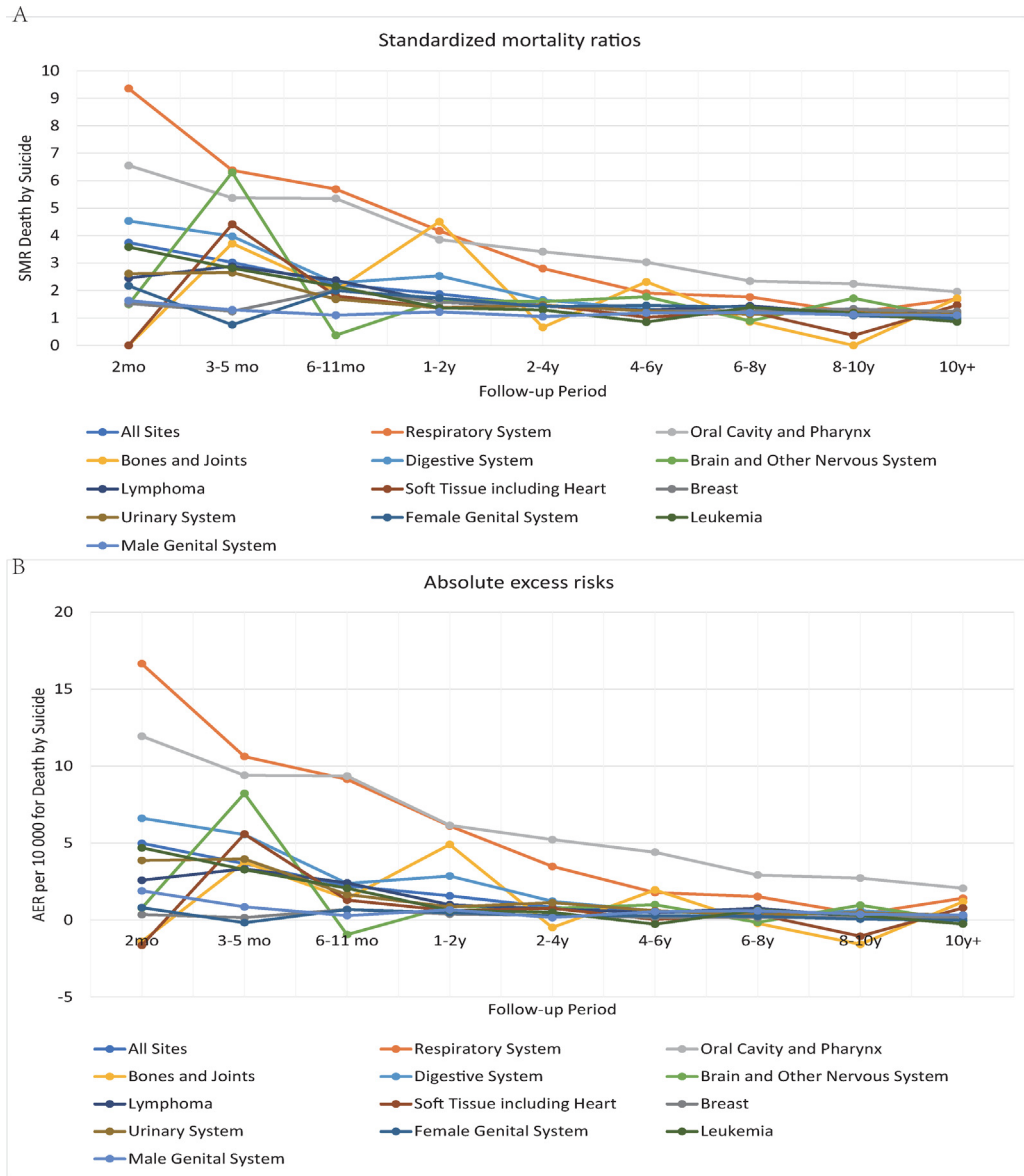 A
Standardized mortality ratios
10
9
8
7
6
5
4
3
2
1
0
SMR Death by Suicide
2mo 3-5 mo 6-11mo 1-2y 2-4y 4-6y 6-8y 8-10y 10y+
Follow-up Period
All Sites Respiratory System Oral Cavity and Pharynx
Bones and Joints Digestive System Brain and Other Nervous System
Lymphoma Soft Tissue including Heart Breast
Urinary System Female Genital System Leukemia
Male Genital System
B
Absolute excess risks
20
15
10
5
0
-5
AER per 10 000 for Death by Suicide
2mo 3-5 mo 6-11 mo 1-2y 2-4y 4-6y 6-8y 8-10y 10y+
Follow-up Period
All Sites Respiratory System Oral Cavity and Pharynx
Bones and Joints Digestive System Brain and Other Nervous System
Lymphoma Soft Tissue including Heart Breast
Urinary System Female Genital System Leukemia
Male Genital System